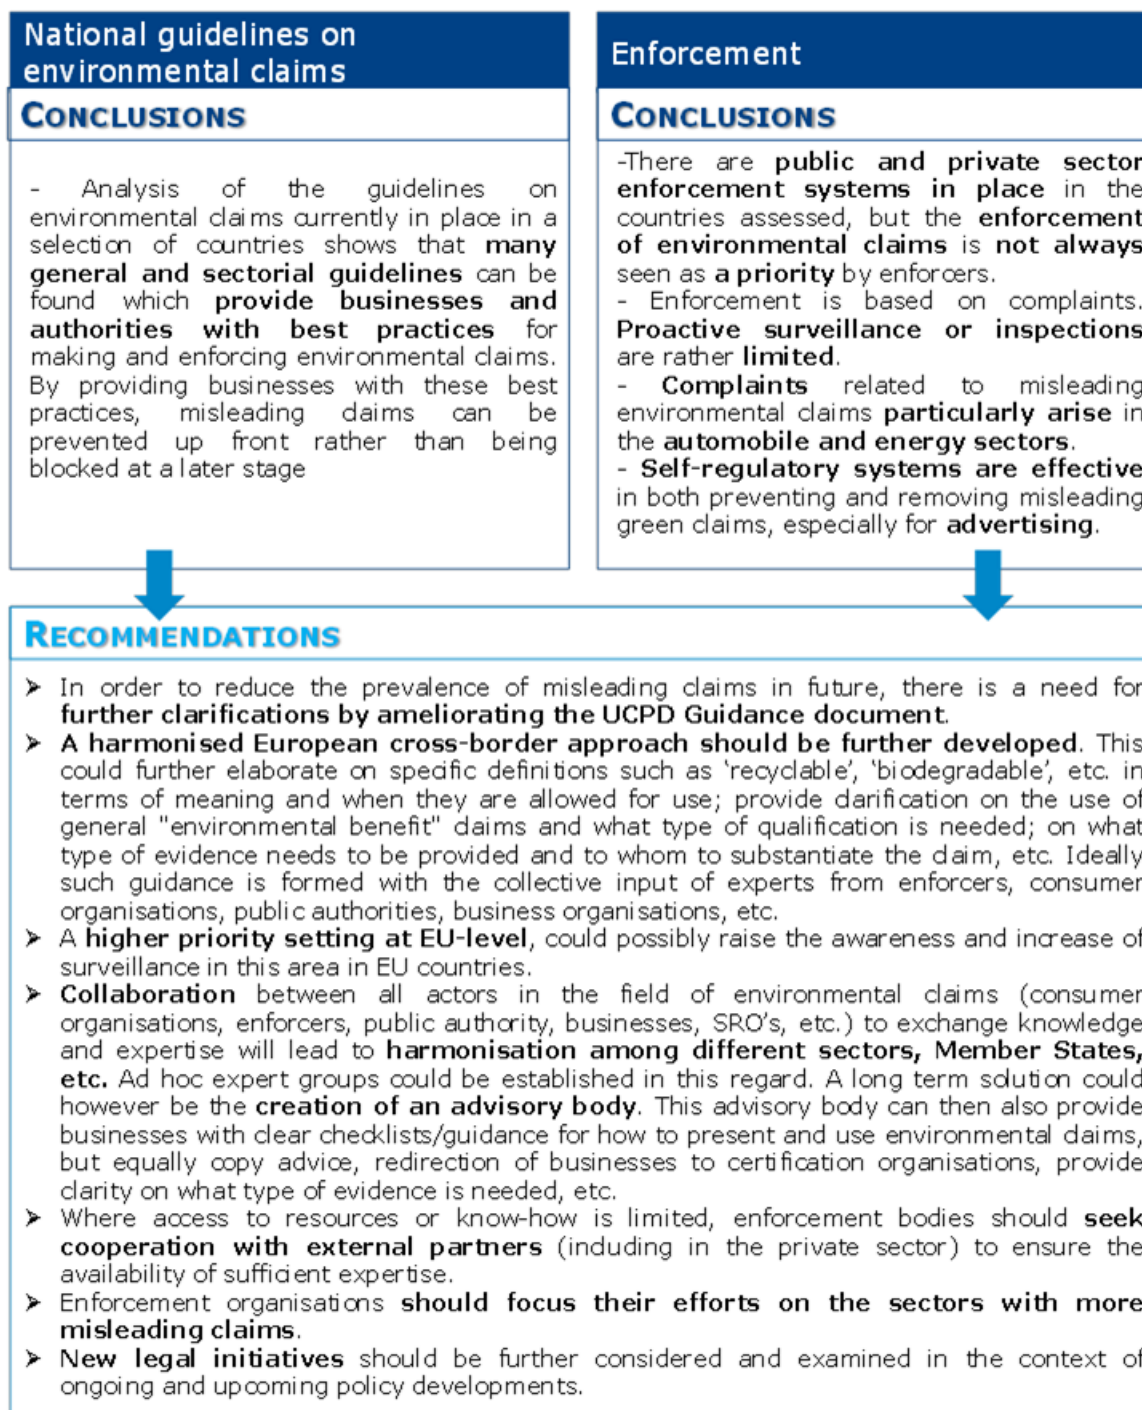 National guidelines on
environmental claims
CONCLUSIONS
- Analysis of the guidelines on
environmental claims currently in place in a
selection of countries shows that many
general and sectorial guidelines can be
found which provide businesses and
authorities with best practices for
making and enforcing environmental claims.
By providing businesses with these best
practices, misleading claims can be
prevented up front rather than being
blocked at a later stage
Enforcement
CONCLUSIONS
-There are public and private sector
enforcement systems in place in the
countries assessed, but the enforcement
of environmental claims is not always
seen as a priority by enforcers.
- Enforcement is based on complaints.
Proactive surveillance or inspections
are rather limited.
- Complaints related to misleading
environmental claims particularly arise in
the automobile and energy sectors.
- Self-regulatory systems are effective
in both preventing and removing misleading
green claims, especially for advertising.
RECOMMENDATIONS
➤ In order to reduce the prevalence of misleading claims in future, there is a need for
further clarifications by ameliorating the UCPD Guidance document.
➤ A harmonised European cross-border approach should be further developed. This
could further elaborate on specific definitions such as 'recyclable', 'biodegradable', etc. in
terms of meaning and when they are allowed for use; provide clarification on the use of
general "environmental benefit" claims and what type of qualification is needed; on what
type of evidence needs to be provided and to whom to substantiate the claim, etc. Ideally
such guidance is formed with the collective input of experts from enforcers, consumer
organisations, public authorities, business organisations, etc.
➤ A higher priority setting at EU-level, could possibly raise the awareness and increase of
surveillance in this area in EU countries.
➤ Collaboration between all actors in the field of environmental claims (consumer
organisations, enforcers, public authority, businesses, SRO's, etc.) to exchange knowledge
and expertise will lead to harmonisation among different sectors, Member States,
etc. Ad hoc expert groups could be established in this regard. A long term solution could
however be the creation of an advisory body. This advisory body can then also provide
businesses with clear checklists/guidance for how to present and use environmental claims,
but equally copy advice, redirection of businesses to certification organisations, provide
clarity on what type of evidence is needed, etc.
➤ Where access to resources or know-how is limited, enforcement bodies should seek
cooperation with external partners (including in the private sector) to ensure the
availability of sufficient expertise.
➤ Enforcement organisations should focus their efforts on the sectors with more
misleading claims.
➤ New legal initiatives should be further considered and examined in the context of
ongoing and upcoming policy developments.